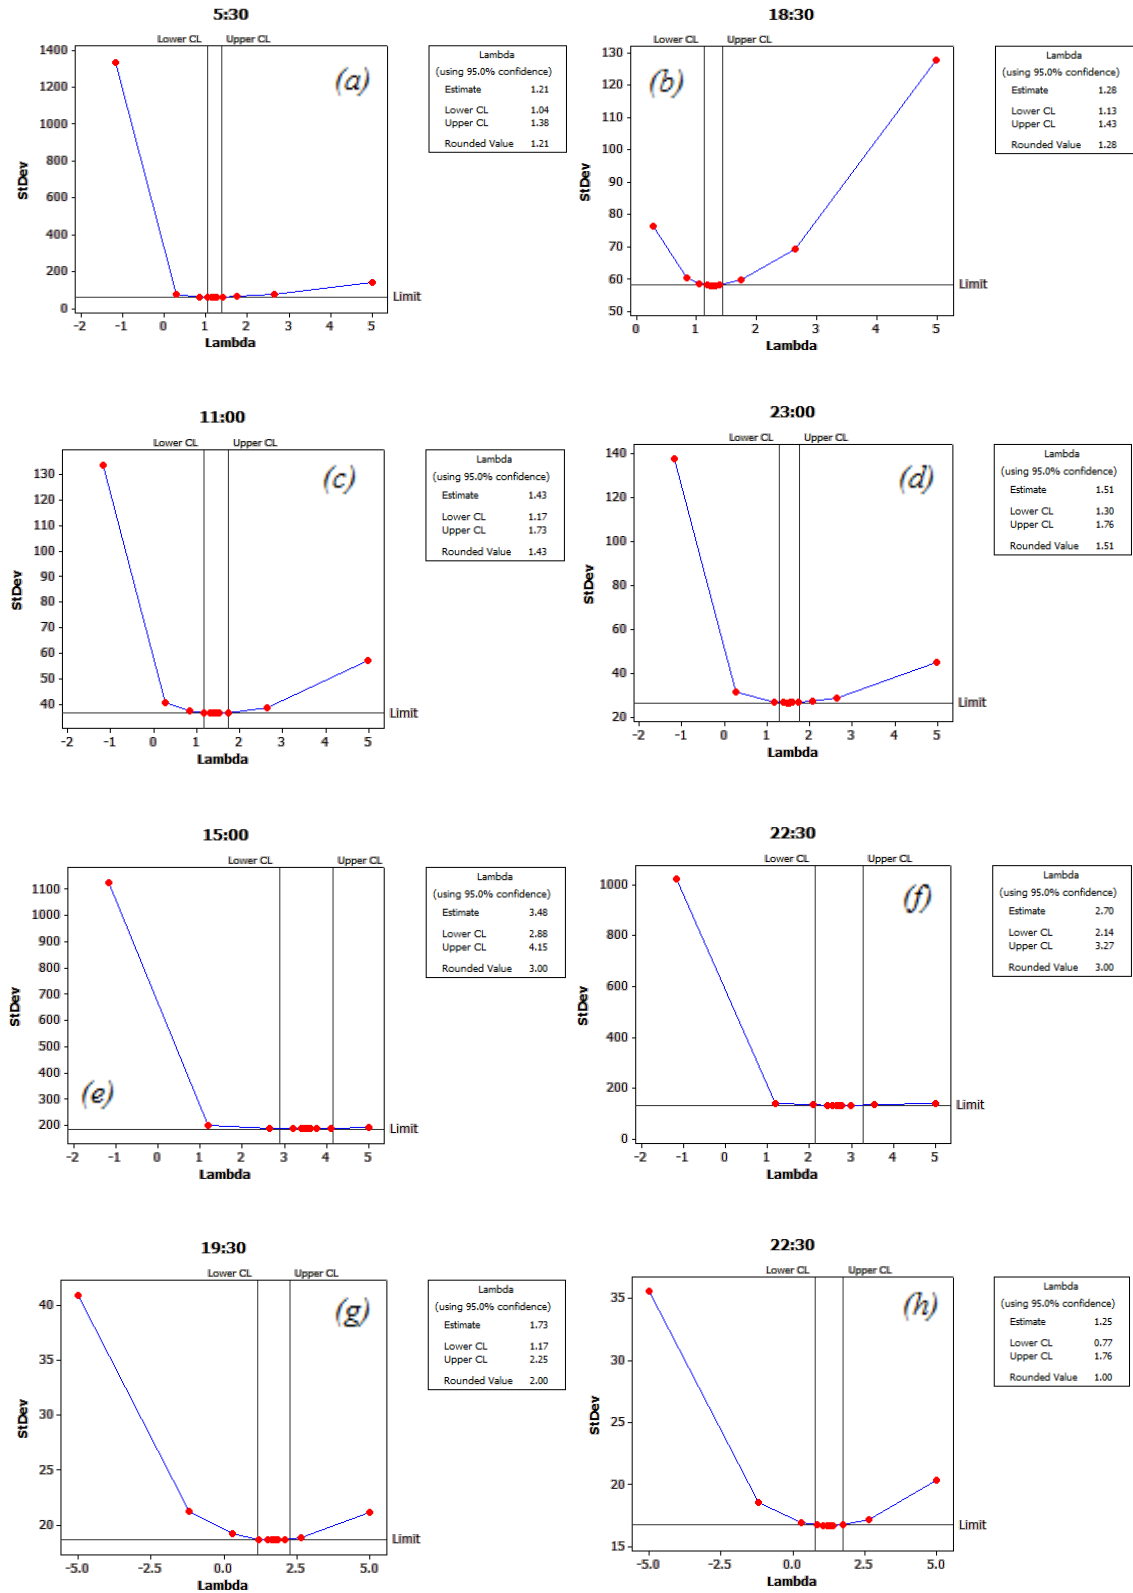 5:30
Lower CL Upper CL
(a)
1400
1200
1000
800
600
400
200
0
StDev
Limit
-2 -1 0 1 2 3 4 5
Lambda
Lambda
(using 95.0% confidence)
Estimate 1.21
Lower CL 1.04
Upper CL 1.38
Rounded Value 1.21
18:30
Lower CL Upper CL
(b)
130
120
110
100
90
80
70
60
50
StDev
Limit
0 1 2 3 4 5
Lambda
Lambda
(using 95.0% confidence)
Estimate 1.28
Lower CL 1.13
Upper CL 1.43
Rounded Value 1.28
11:00
Lower CL Upper CL
(c)
130
120
110
100
90
80
70
60
50
40
StDev
Limit
-2 -1 0 1 2 3 4 5
Lambda
Lambda
(using 95.0% confidence)
Estimate 1.43
Lower CL 1.17
Upper CL 1.73
Rounded Value 1.43
23:00
Lower CL Upper CL
(d)
140
120
100
80
60
40
20
StDev
Limit
-2 -1 0 1 2 3 4 5
Lambda
Lambda
(using 95.0% confidence)
Estimate 1.51
Lower CL 1.30
Upper CL 1.76
Rounded Value 1.51
15:00
Lower CL Upper CL
1100
1000
900
800
700
600
500
400
300
200
StDev
(e)
Limit
-2 -1 0 1 2 3 4 5
Lambda
Lambda
(using 95.0% confidence)
Estimate 3.48
Lower CL 2.88
Upper CL 4.15
Rounded Value 3.00
22:30
Lower CL Upper CL
(f)
1000
800
600
400
200
0
StDev
Limit
-2 -1 0 1 2 3 4 5
Lambda
Lambda
(using 95.0% confidence)
Estimate 2.70
Lower CL 2.14
Upper CL 3.27
Rounded Value 3.00
19:30
Lower CL Upper CL
(g)
40
35
30
25
20
StDev
Limit
-5.0 -2.5 0.0 2.5 5.0
Lambda
Lambda
(using 95.0% confidence)
Estimate 1.73
Lower CL 1.17
Upper CL 2.25
Rounded Value 2.00
22:30
Lower CL Upper CL
(h)
35
30
25
20
15
StDev
Limit
-5.0 -2.5 0.0 2.5 5.0
Lambda
Lambda
(using 95.0% confidence)
Estimate 1.25
Lower CL 0.77
Upper CL 1.76
Rounded Value 1.00